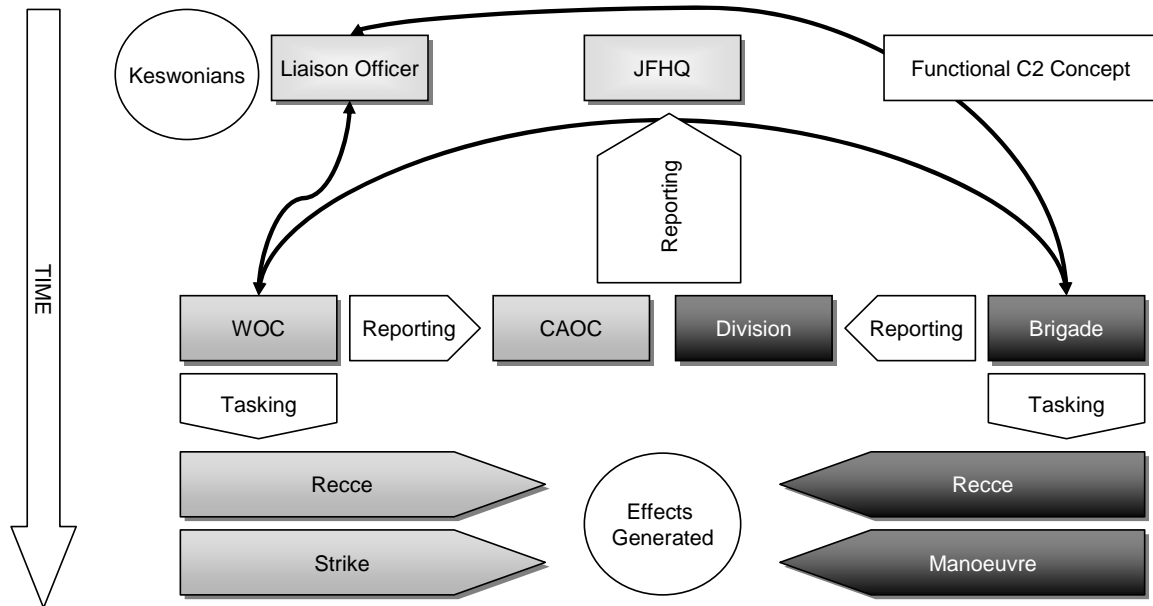 Keswonians
Liaison Officer
JFHQ
Functional C2 Concept
Reporting
TIME
WOC
Reporting
CAOC
Division
Reporting
Brigade
Tasking
Tasking
Recce
Effects
Generated
Recce
Strike
Manoeuvre